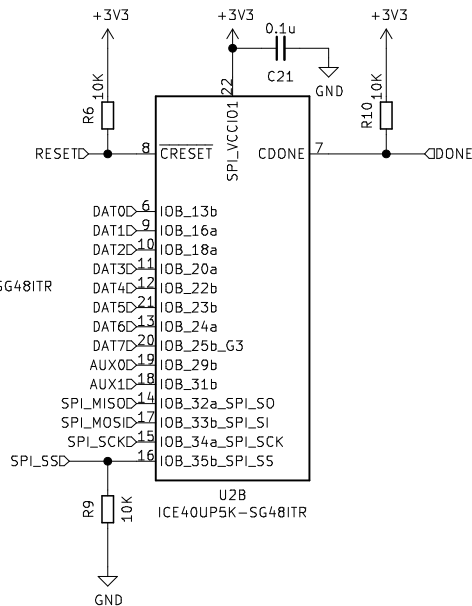 +3V3 +3V3 +3V3
0.1u
C21
GND
R6 10K
22
R10 10K
SPI_VCCIO1
RESET 8 CRESET CDONE 7 DONE
DAT0 6 IOB_13b
DAT1 9 IOB_16a
DAT2 10 IOB_18a
DAT3 11 IOB_20a
SG48ITR
DAT4 12 IOB_22b
DAT5 21 IOB_23b
DAT6 13 IOB_24a
DAT7 20 IOB_25b_G3
AUX0 19 IOB_29b
AUX1 18 IOB_31b
SPI_MISO 14 IOB_32a_SPI_SO
SPI_MOSI 17 IOB_33b_SPI_SI
SPI_SCK 15 IOB_34a_SPI_SCK
SPI_SS 16 IOB_35b_SPI_SS
U2B
ICE40UP5K-SG48ITR
R9 10K
GND